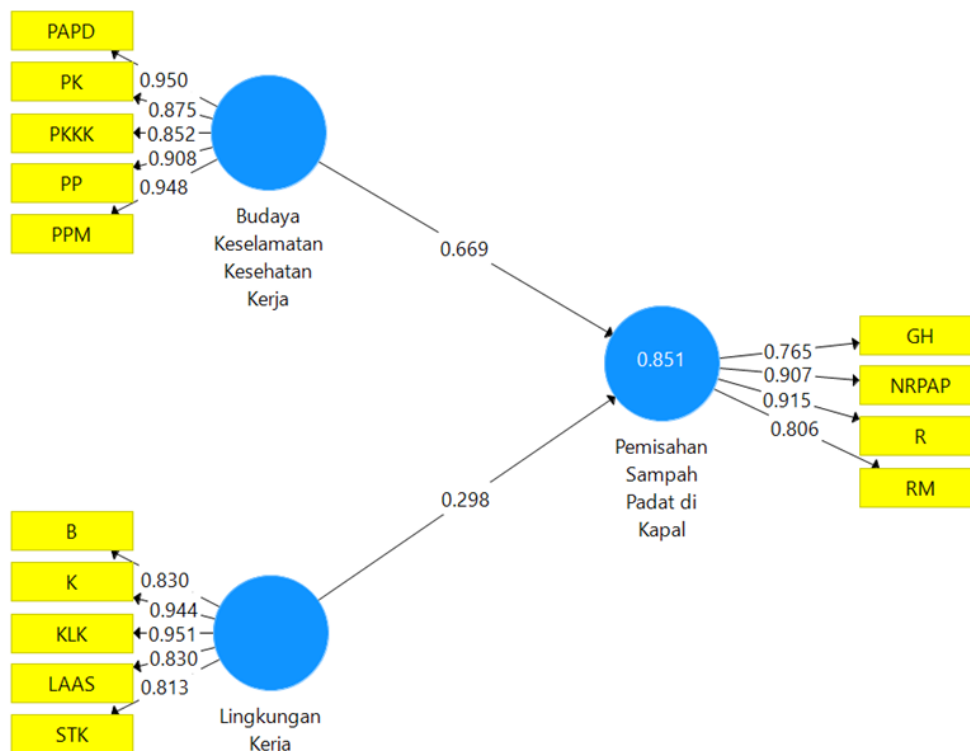 PAPD
PK
PKKK
PP
PPM
0.950
0.875
0.852
0.908
0.948
Budaya
Keselamatan
Kesehatan
Kerja
0.669
0.851
Pemisahan
Sampah
Padat di
Kapal
0.765
0.907
0.915
0.806
GH
NRPAP
R
RM
0.298
B
K
KLK
LAAS
STK
0.830
0.944
0.951
0.830
0.813
Lingkungan
Kerja